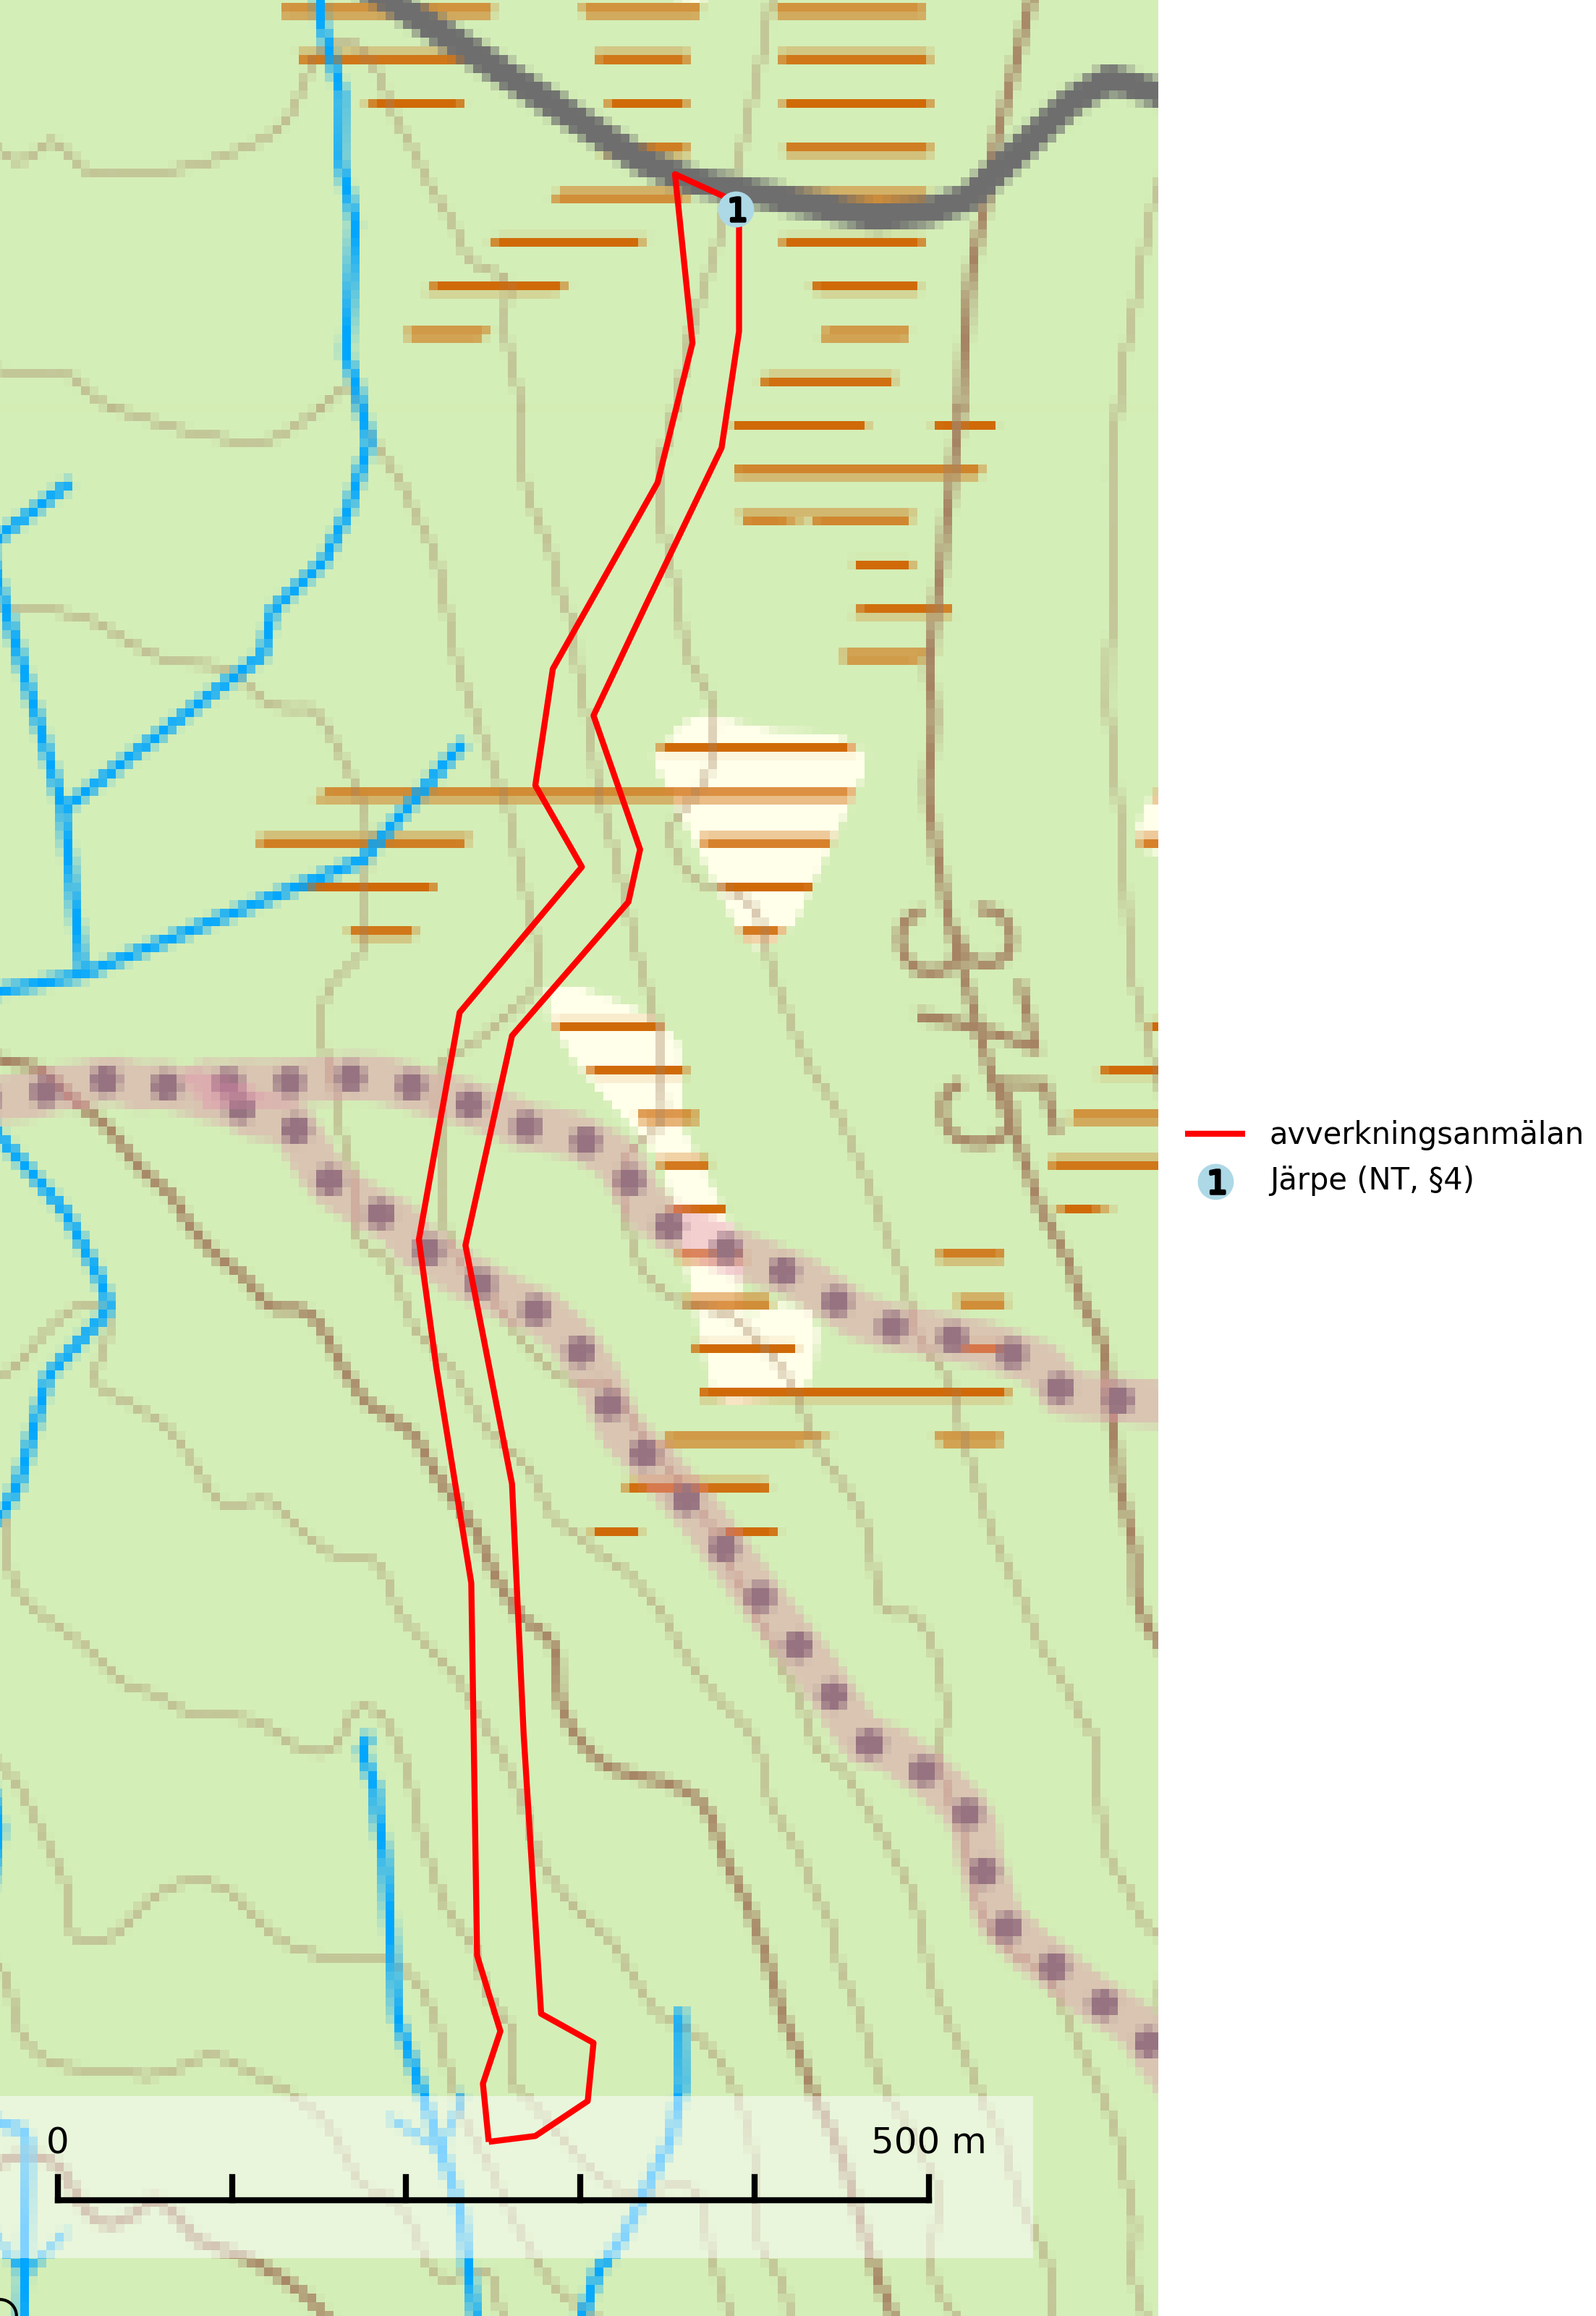 375
avverkningsanmälan
1 Järpe (NT, §4)
1
0 500 m